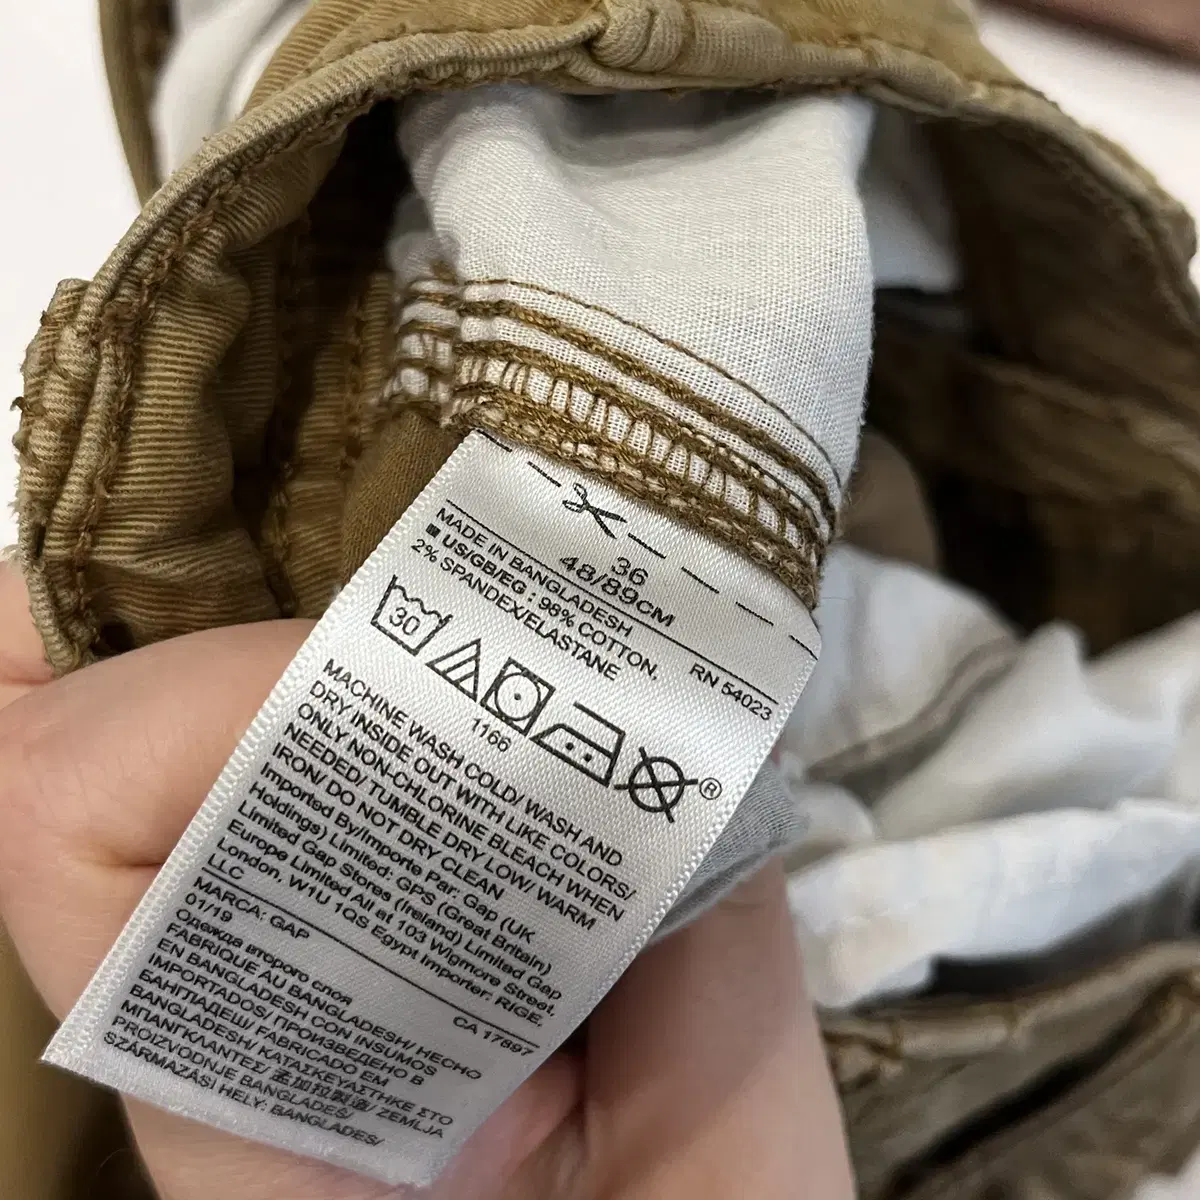 36
48/89CM
MADE IN BANGLADESH
RN 54023
US/GB/EG : 98% COTTON,
2% SPANDEX/ELASTANE
30
1166
®
MACHINE WASH COLD/ WASH AND
DRY INSIDE OUT WITH LIKE COLORS/
ONLY NON-CHLORINE BLEACH WHEN
NEEDED/ TUMBLE DRY LOW/ WARM
IRON/ DO NOT DRY CLEAN
Imported By/Importe Par: Gap (UK
Holdings) Limited: GPS (Great Britain)
Limited Gap Stores (Ireland) Limited Gap
Europe Limited All at 103 Wigmore Street,
London, W1U 1QS Egypt Importer: RIGE.
LLC
CA 17897
MARCA: GAP
01/19
Одежда второго слоя
FABRIQUE AU BANGLADESH/ HECHO
EN BANGLADESH CON INSUMOS
IMPORTADOS/ ПРОИЗВЕДЕНО В
БАНГЛАДЕШ/ FABRICADO EM
BANGLADESH/ ΚΑΤΑΣΚΕΥΑΣΤΗΚΕ ΣΤΟ
ΜΠΑΝΓΚΛΑΝΤΕΣ/ 孟加拉製造/ ZEMLJA
PROIZVODNJE BANGLADEŠ/
SZÁRMAZÁSI HELY: BANGLADES/